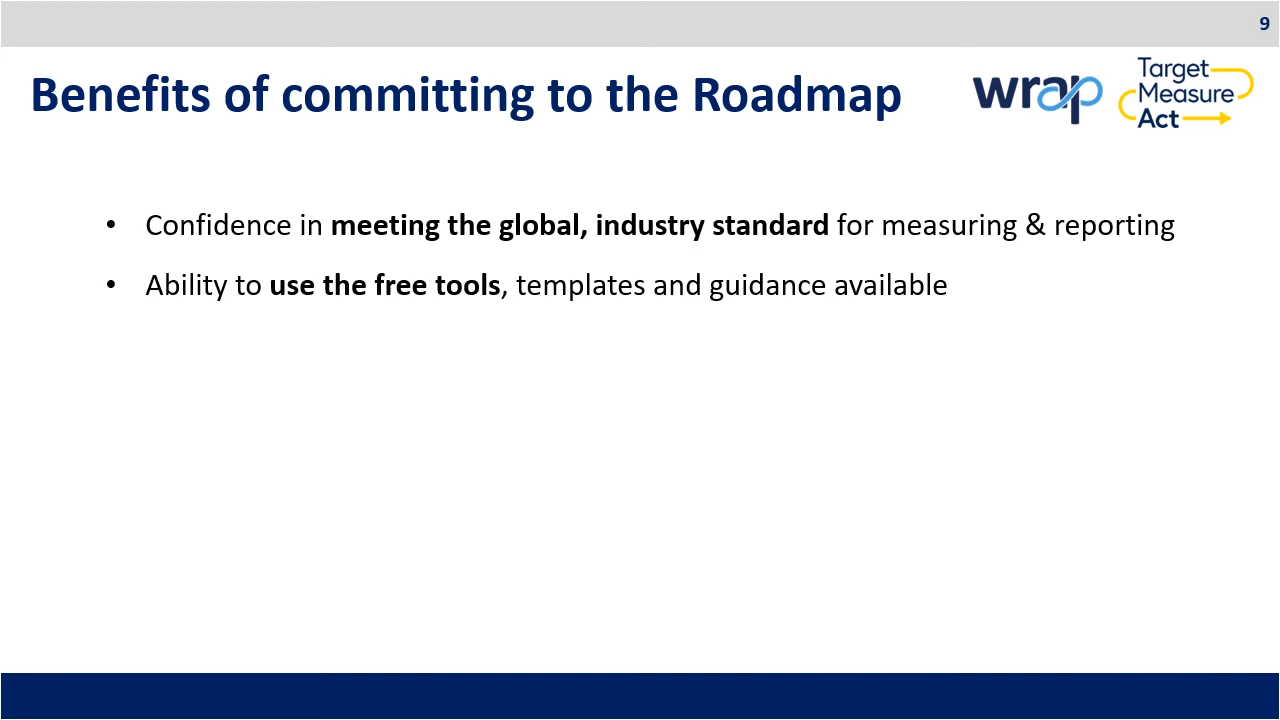 9
Benefits of committing to the Roadmap
wrap
Target
Measure
Act
• Confidence in meeting the global, industry standard for measuring & reporting
• Ability to use the free tools, templates and guidance available